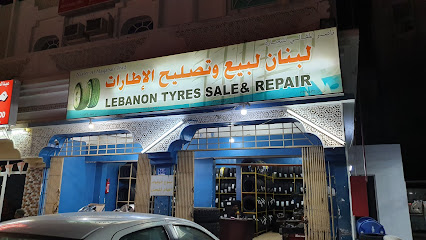 لبنان لبيع وتصليح الإطارات
LEBANON TYRES SALE & REPAIR